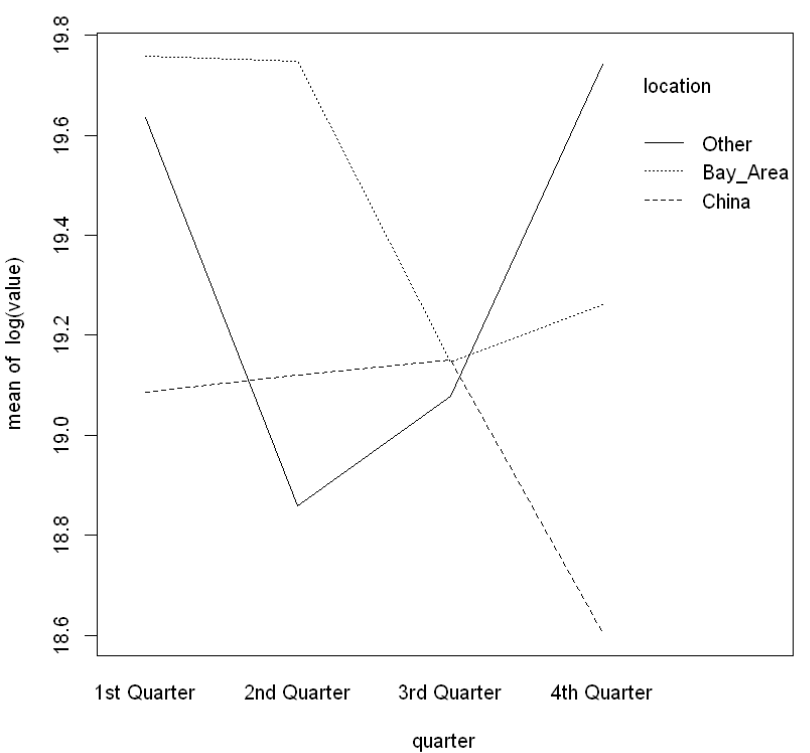 19.8
19.6
19.4
19.2
19.0
18.8
18.6
mean of log(value)
location
Other
Bay_Area
China
1st Quarter 2nd Quarter 3rd Quarter 4th Quarter
quarter